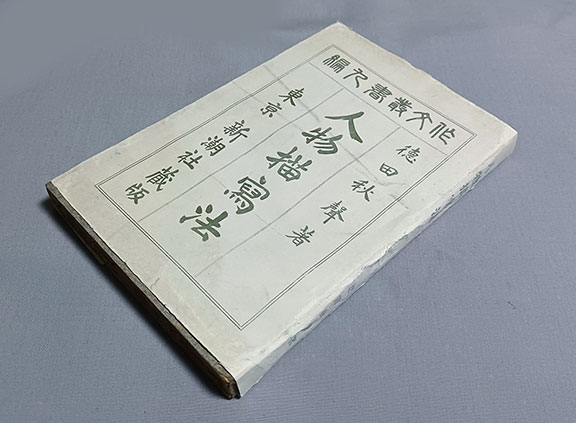 作文叢書九編
德田秋聲著
人物描寫法
東京 新潮社藏版